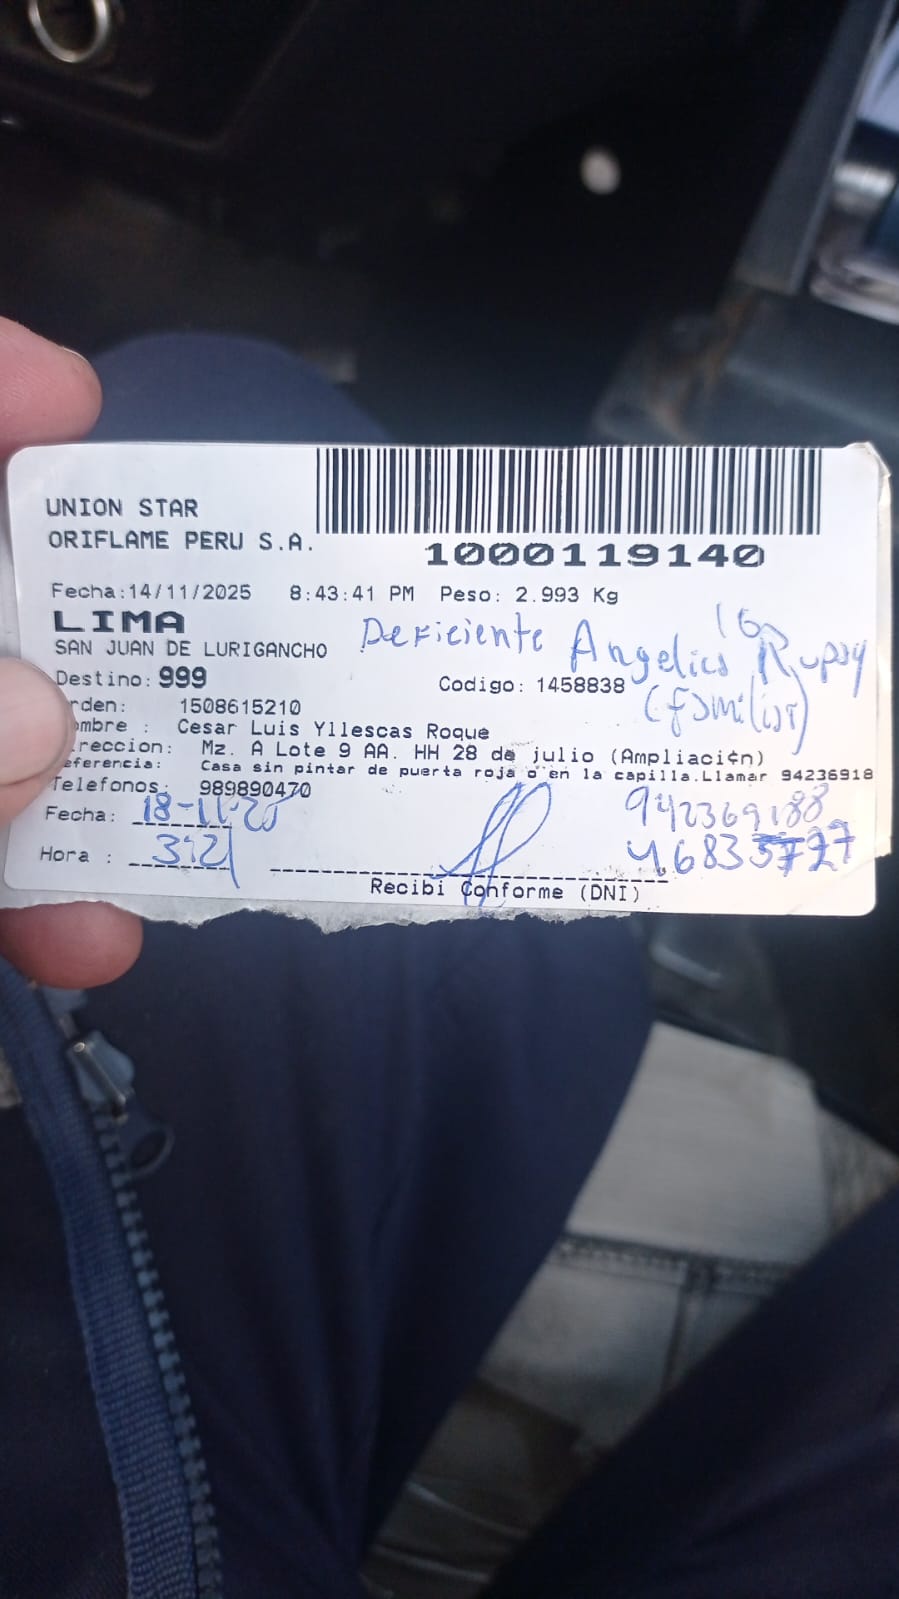 UNION STAR
ORIFLAME PERU S.A.
1000119140
Fecha:14/11/2025 8:43:41 PM Peso: 2.993 Kg
LIMA
SAN JUAN DE LURIGANCHO
Deficiente Angelica
(familiar)
Destino: 999
Codigo: 1458838
rden: 1508615210
ombre : Cesar Luis Yllescas Roque
reccion: Mz. A Lote 9 AA. HH 28 de julio (Ampliaci¢n)
eferencia: Casa sin pintar de puerta roja o en la capilla.Llamar 94236918
Telefonos: 989890470
942369188
Fecha: 18-11-25
Hora : 3:21
Recibi Conforme (DNI)